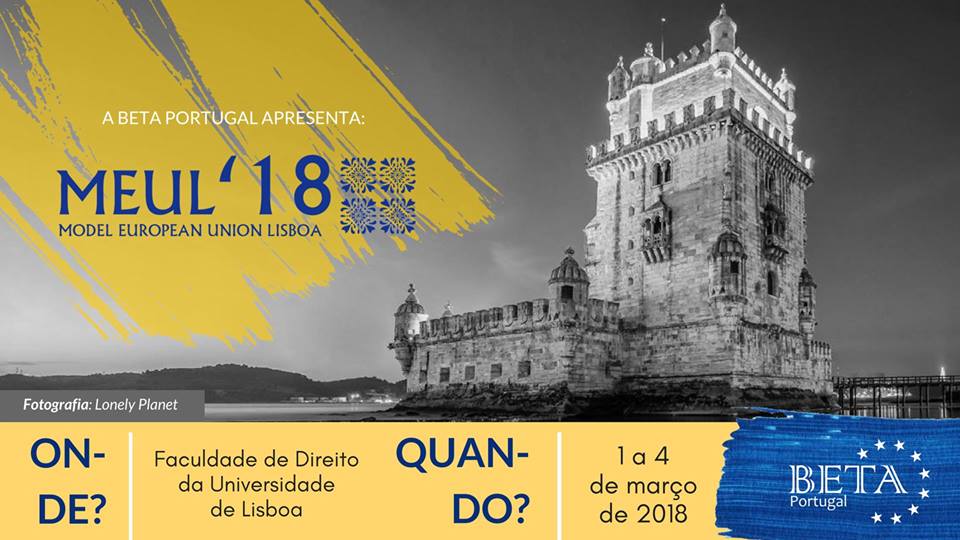 A BETA PORTUGAL APRESENTA:
MEUL‘18
MODEL EUROPEAN UNION LISBOA
Fotografia: Lonely Planet
ON-
DE?
Faculdade de Direito
da Universidade
de Lisboa
QUAN-
DO?
1 a 4
de março
de 2018
BETA
Portugal